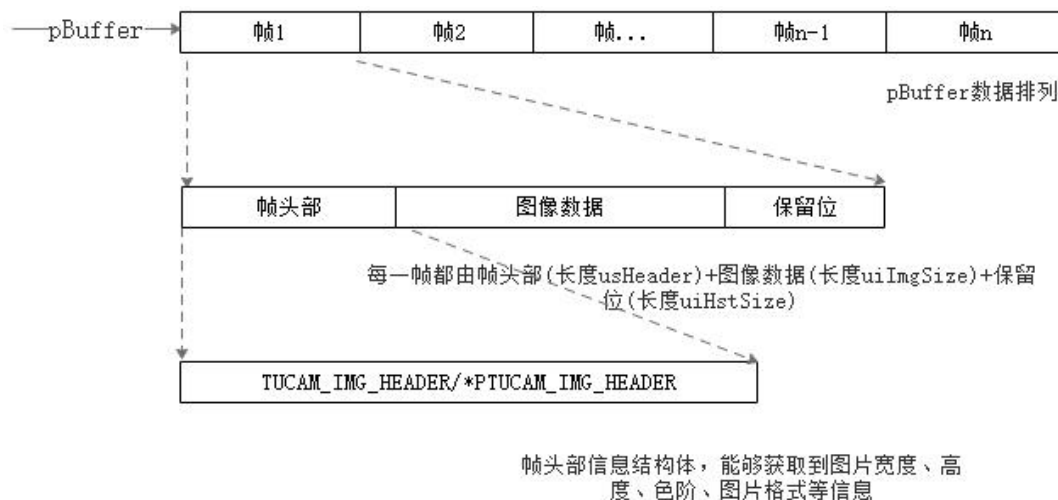 pBuffer 帧1 帧2 帧... 帧n-1 帧n
pBuffer数据排列
帧头部 图像数据 保留位
每一帧都由帧头部(长度usHeader)+图像数据(长度uiImgSize)+保留
位(长度uiHstSize)
TUCAM_IMG_HEADER/*PTUCAM_IMG_HEADER
帧头部信息结构体，能够获取到图片宽度、高
度、色阶、图片格式等信息